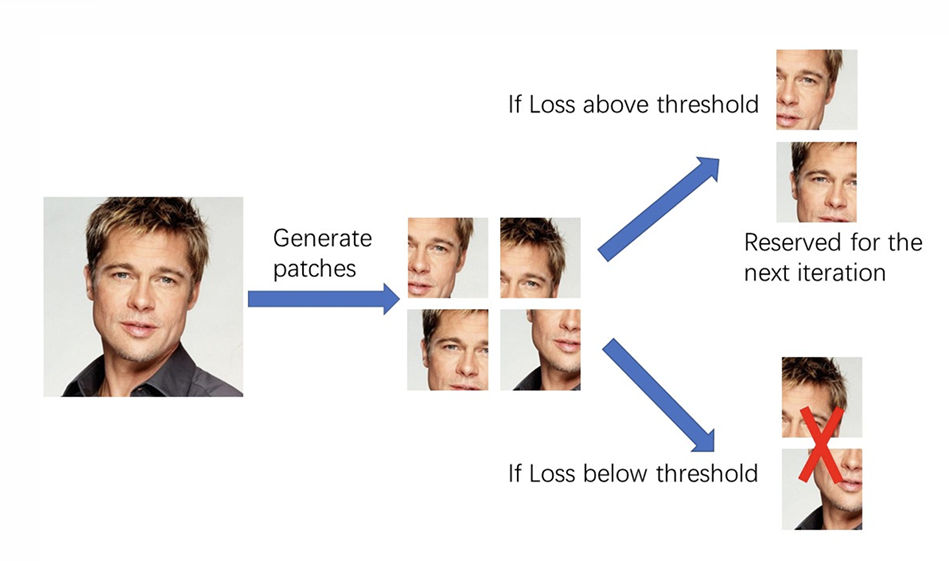 If Loss above threshold
Generate
patches
Reserved for the
next iteration
If Loss below threshold